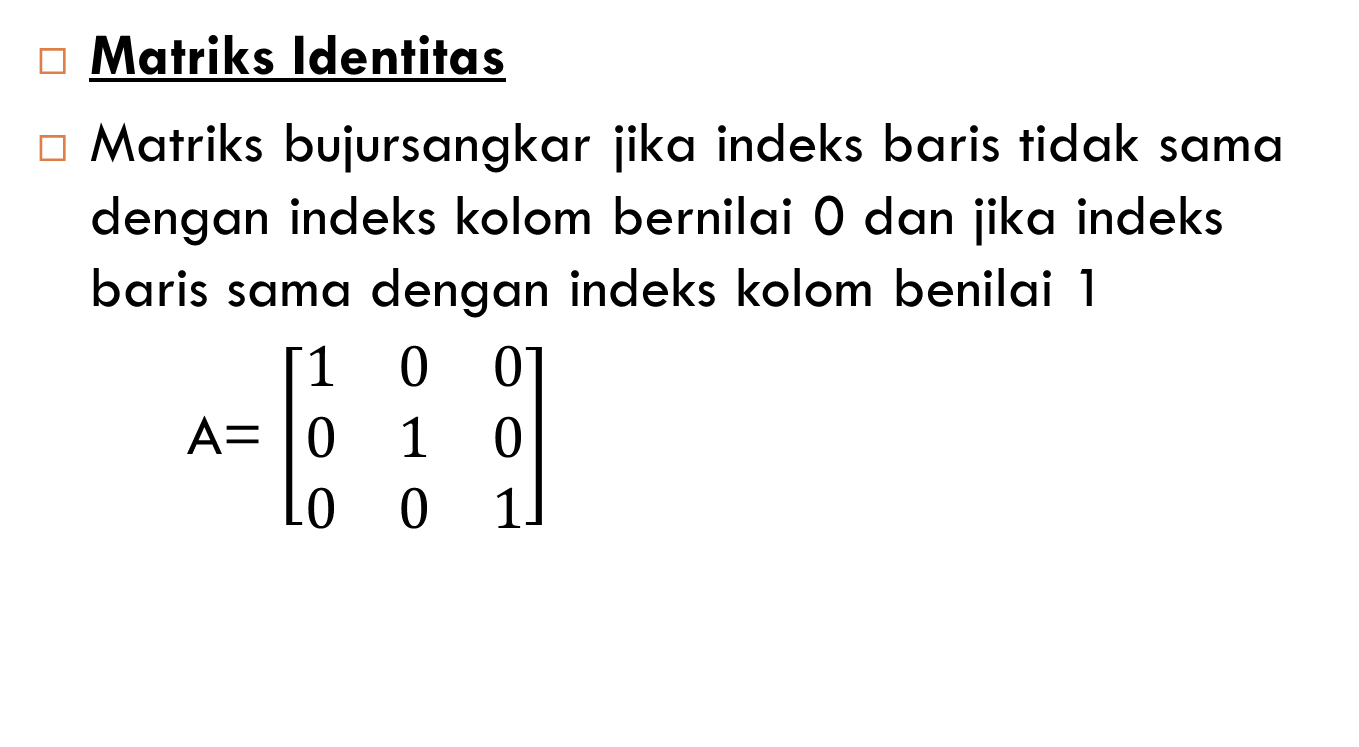 Matriks Identitas
Matriks bujursangkar jika indeks baris tidak sama
dengan indeks kolom bernilai 0 dan jika indeks
baris sama dengan indeks kolom benilai 1
1 0 0
A= 0 1 0
0 0 1